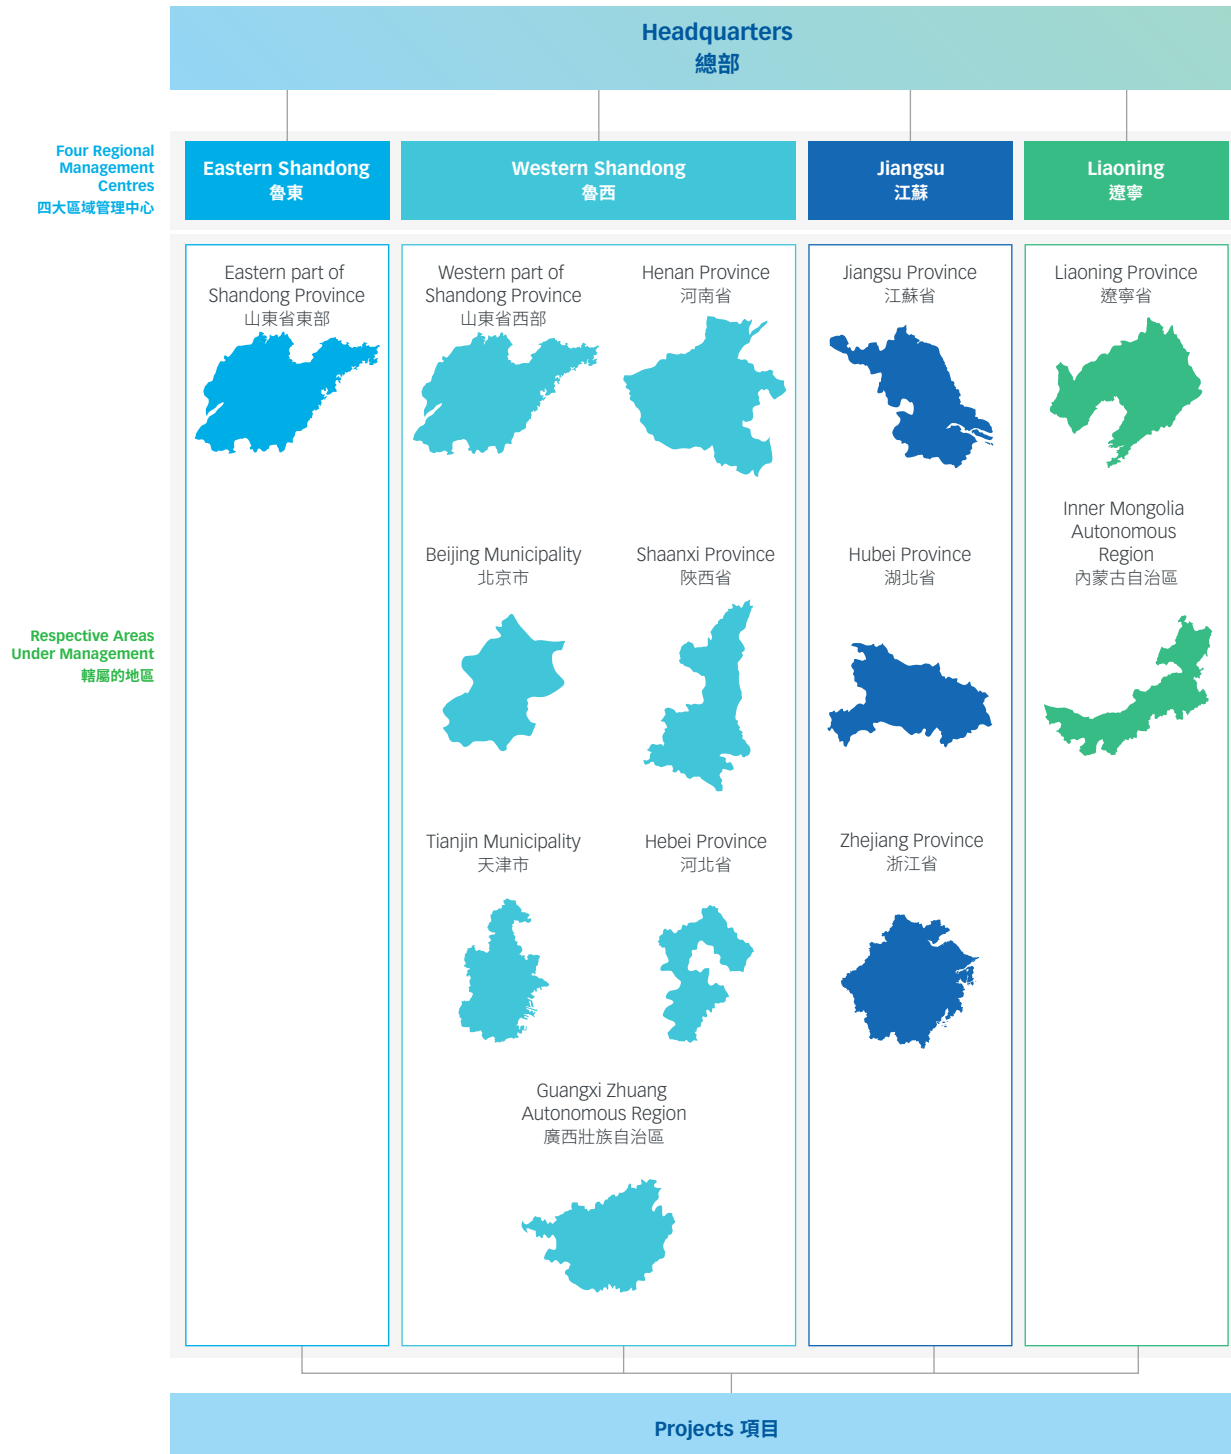 Headquarters
總部
Four Regional
Management
Centres
四大區域管理中心
Eastern Shandong
魯東
Western Shandong
魯西
Jiangsu
江蘇
Liaoning
遼寧
Respective Areas
Under Management
轄屬的地區
Eastern part of
Shandong Province
山東省東部
Western part of
Shandong Province
山東省西部
Henan Province
河南省
Beijing Municipality
北京市
Shaanxi Province
陝西省
Tianjin Municipality
天津市
Hebei Province
河北省
Guangxi Zhuang
Autonomous Region
廣西壯族自治區
Jiangsu Province
江蘇省
Hubei Province
湖北省
Zhejiang Province
浙江省
Liaoning Province
遼寧省
Inner Mongolia
Autonomous
Region
內蒙古自治區
Projects 項目